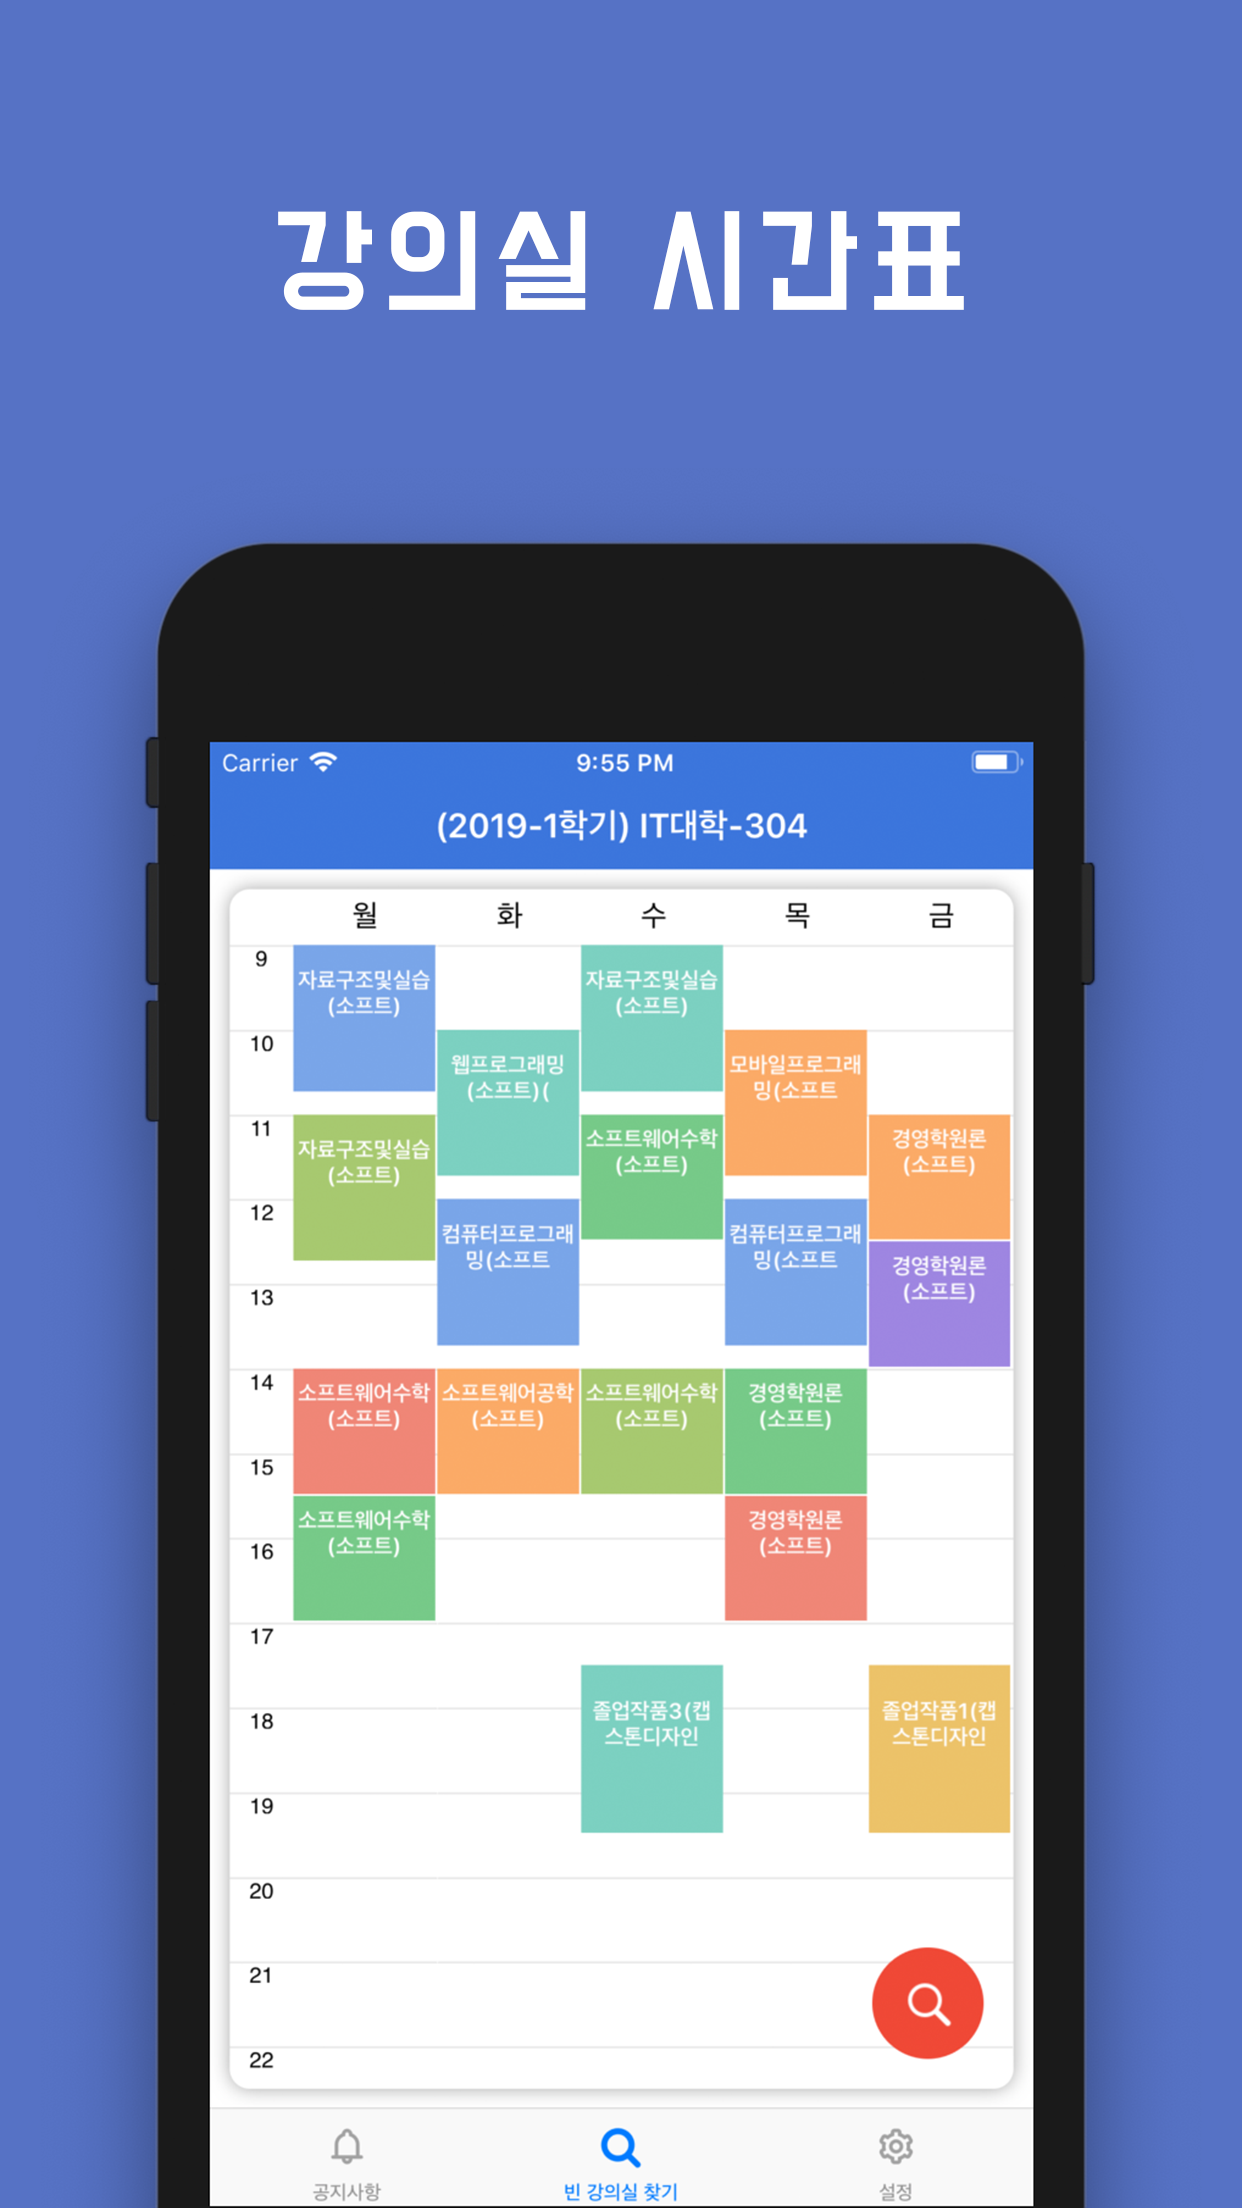 강의실 시간표
Carrier 9:55 PM
(2019-1학기) IT대학-304
월 화 수 목 금
9
자료구조및실습
(소프트)
자료구조및실습
(소프트)
10
웹프로그래밍
(소프트)(
모바일프로그래
밍(소프트
11
자료구조및실습
(소프트)
소프트웨어수학
(소프트)
경영학원론
(소프트)
12
컴퓨터프로그래
밍(소프트
컴퓨터프로그래
밍(소프트
경영학원론
(소프트)
13
14
소프트웨어수학
(소프트)
소프트웨어공학
(소프트)
소프트웨어수학
(소프트)
경영학원론
(소프트)
15
소프트웨어수학
(소프트)
경영학원론
(소프트)
16
17
졸업작품3(캡
스톤디자인
졸업작품1(캡
스톤디자인
18
19
20
21
22
공지사항 빈 강의실 찾기 설정